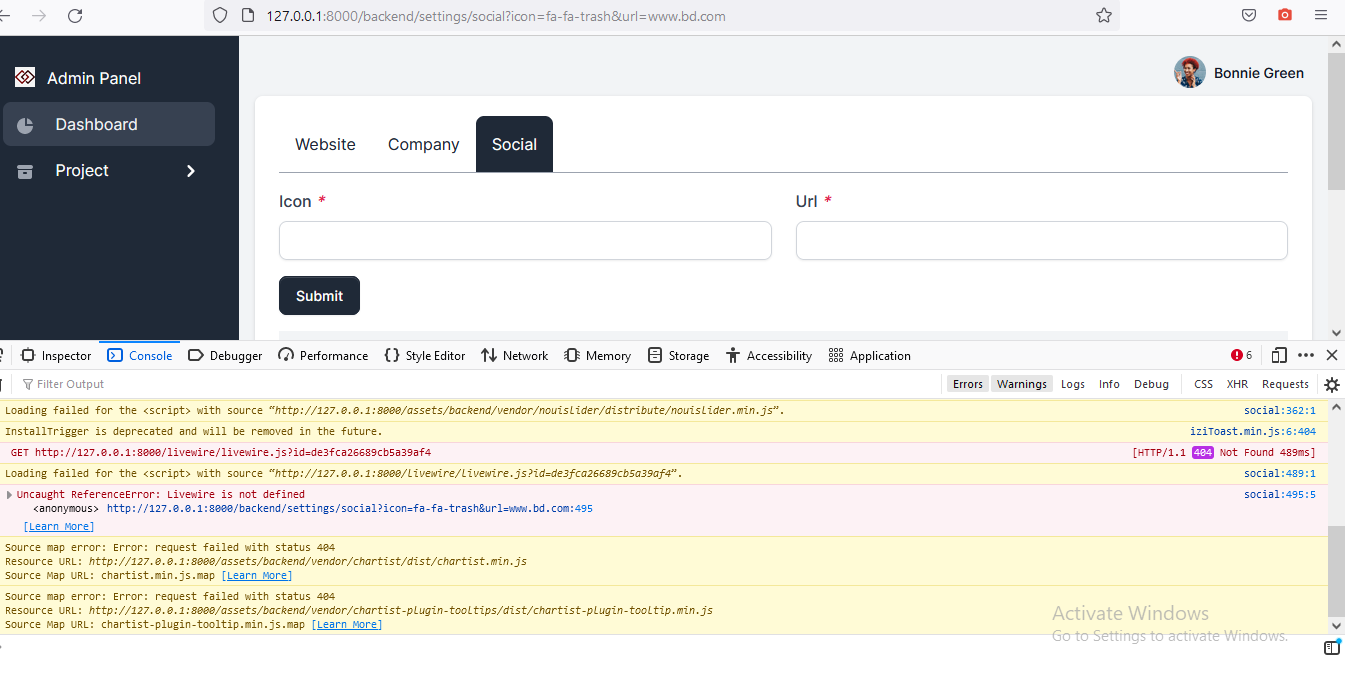 127.0.0.1:8000/backend/settings/social?icon=fa-fa-trash&url=www.bd.com
Admin Panel
Bonnie Green
Dashboard
Project
Website Company Social
Icon * Url *
Submit
Inspector Console Debugger Performance Style Editor Network Memory Storage Accessibility Application 6
Filter Output Errors Warnings Logs Info Debug CSS XHR Requests
Loading failed for the <script> with source “http://127.0.0.1:8000/assets/backend/vendor/nouislider/distribute/nouislider.min.js”. social:362:1
InstallTrigger is deprecated and will be removed in the future. iziToast.min.js:6:404
GET http://127.0.0.1:8000/livewire/livewire.js?id=de3fca26689cb5a39af4 [HTTP/1.1 404 Not Found 489ms]
Loading failed for the <script> with source “http://127.0.0.1:8000/livewire/livewire.js?id=de3fca26689cb5a39af4”. social:489:1
Uncaught ReferenceError: Livewire is not defined social:495:5
<anonymous> http://127.0.0.1:8000/backend/settings/social?icon=fa-fa-trash&url=www.bd.com:495
[Learn More]
Source map error: Error: request failed with status 404
Resource URL: http://127.0.0.1:8000/assets/backend/vendor/chartist/dist/chartist.min.js
Source Map URL: chartist.min.js.map [Learn More]
Source map error: Error: request failed with status 404
Resource URL: http://127.0.0.1:8000/assets/backend/vendor/chartist-plugin-tooltips/dist/chartist-plugin-tooltip.min.js
Source Map URL: chartist-plugin-tooltip.min.js.map [Learn More]
Activate Windows
Go to Settings to activate Windows.